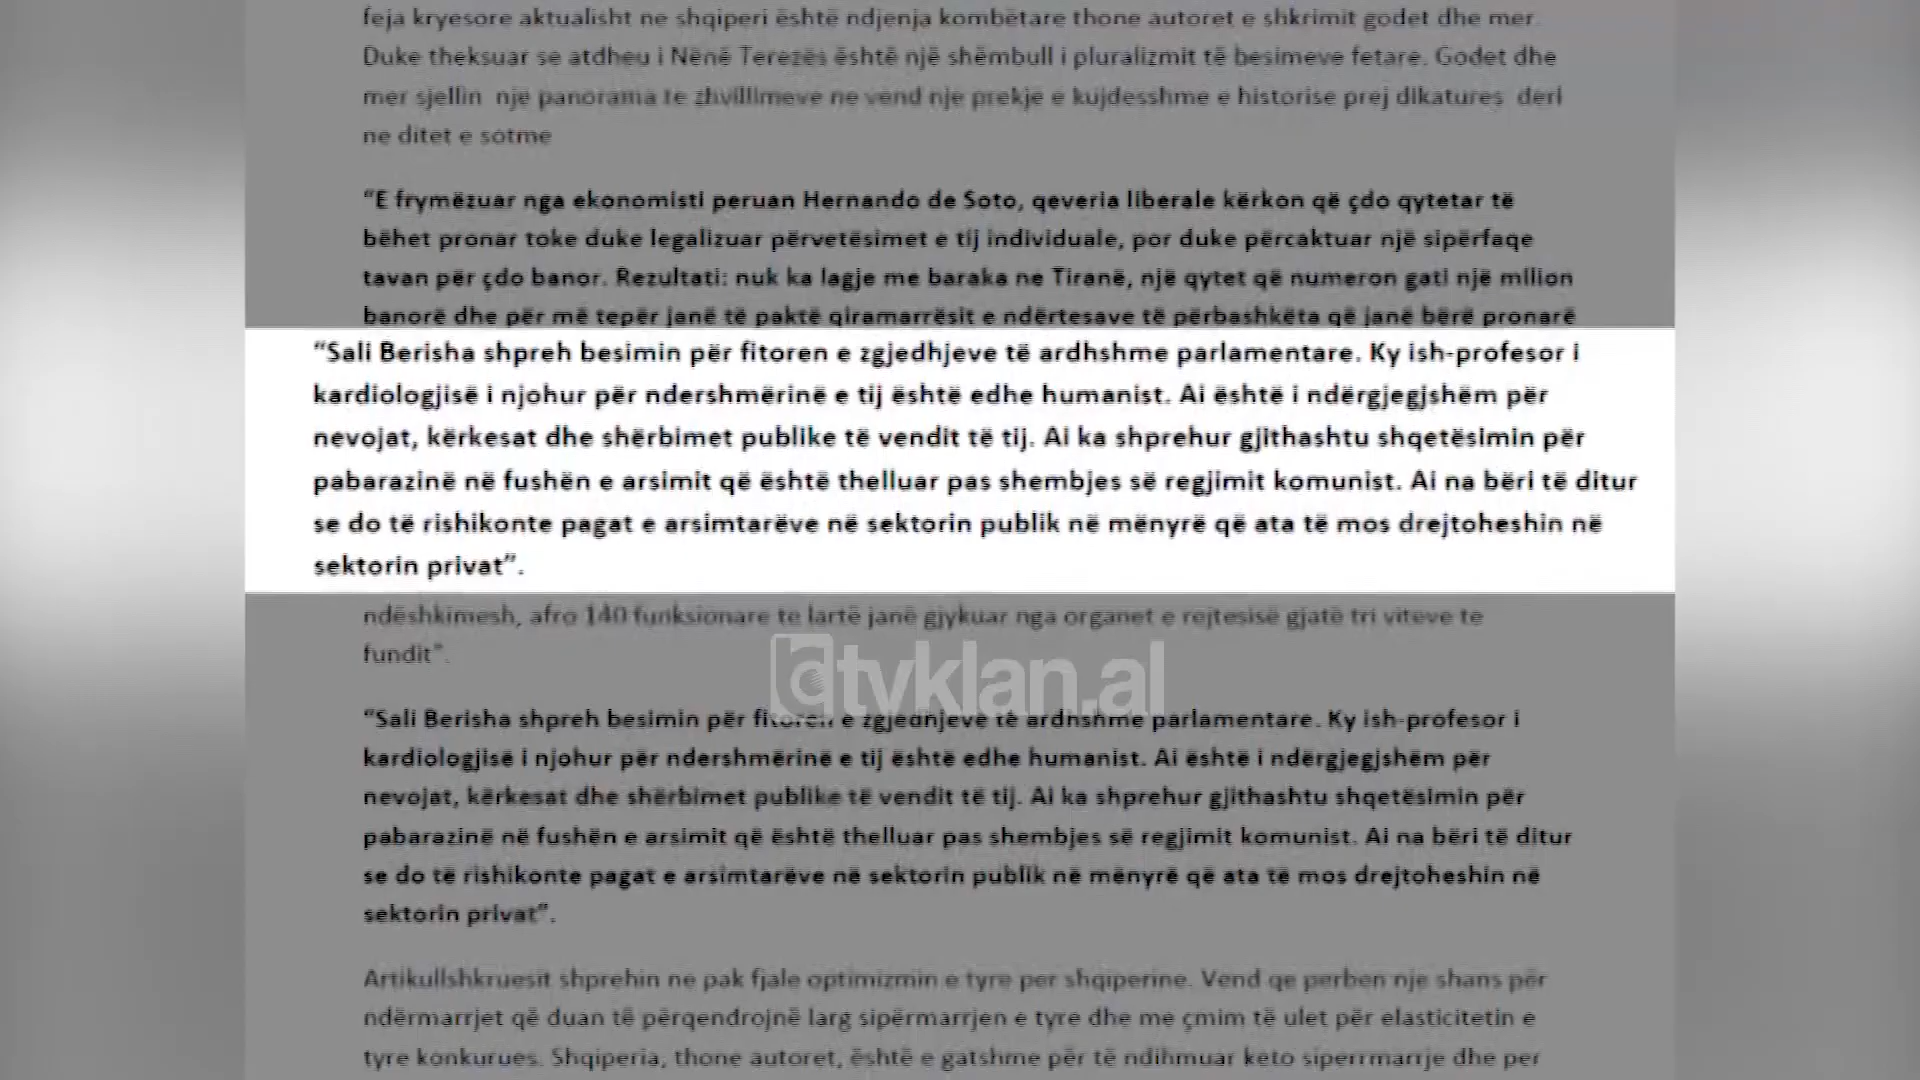 feja kryesore aktualisht ne shqiperi është ndjenja kombëtare thone autoret e shkrimit godet dhe mer.
Duke theksuar se atdheu i Nënë Terezës është një shëmbull i pluralizmit të besimeve fetare. Godet dhe
mer sjellin nje panorama te zhvillimeve ne vend nje prekje e kujdesshme e historise prej dikatures deri
ne ditet e sotme
“E frymëzuar nga ekonomisti peruan Hernando de Soto, qeveria liberale kërkon që çdo qytetar të
bëhet pronar toke duke legalizuar përvetësimet e tij individuale, por duke përcaktuar një sipërfaqe
tavan për çdo banor. Rezultati: nuk ka lagje me baraka ne Tiranë, një qytet që numeron gati një milion
banorë dhe për më tepër janë të paktë qiramarrësit e ndërtesave të përbashkëta që janë bërë pronarë
“Sali Berisha shpreh besimin për fitoren e zgjedhjeve të ardhshme parlamentare. Ky ish-profesor i
kardiologjisë i njohur për ndershmërinë e tij është edhe humanist. Ai është i ndërgjegjshëm për
nevojat, kërkesat dhe shërbimet publike të vendit të tij. Ai ka shprehur gjithashtu shqetësimin për
pabarazinë në fushën e arsimit që është thelluar pas shembjes së regjimit komunist. Ai na bëri të ditur
se do të rishikonte pagat e arsimtarëve në sektorin publik në mënyrë që ata të mos drejtoheshin në
sektorin privat”.
ndëshkimesh, afro 140 funksionare te lartë janë gjykuar nga organet e rejtesisë gjatë tri viteve te
fundit”.
tvklan.al
“Sali Berisha shpreh besimin për fitoren e zgjedhjeve të ardhshme parlamentare. Ky ish-profesor i
kardiologjisë i njohur për ndershmërinë e tij është edhe humanist. Ai është i ndërgjegjshëm për
nevojat, kërkesat dhe shërbimet publike të vendit të tij. Ai ka shprehur gjithashtu shqetësimin për
pabarazinë në fushën e arsimit që është thelluar pas shembjes së regjimit komunist. Ai na bëri të ditur
se do të rishikonte pagat e arsimtarëve në sektorin publik në mënyrë që ata të mos drejtoheshin në
sektorin privat”.
Artikullshkruesit shprehin ne pak fjale optimizmin e tyre per shqiperine. Vend qe perben nje shans për
ndërmarrjet që duan të përqendrojnë larg sipërmarrjen e tyre dhe me çmim të ulet për elasticitetin e
tyre konkurues. Shqiperia, thone autoret, është e gatshme për të ndihmuar keto siperrmarrje dhe per